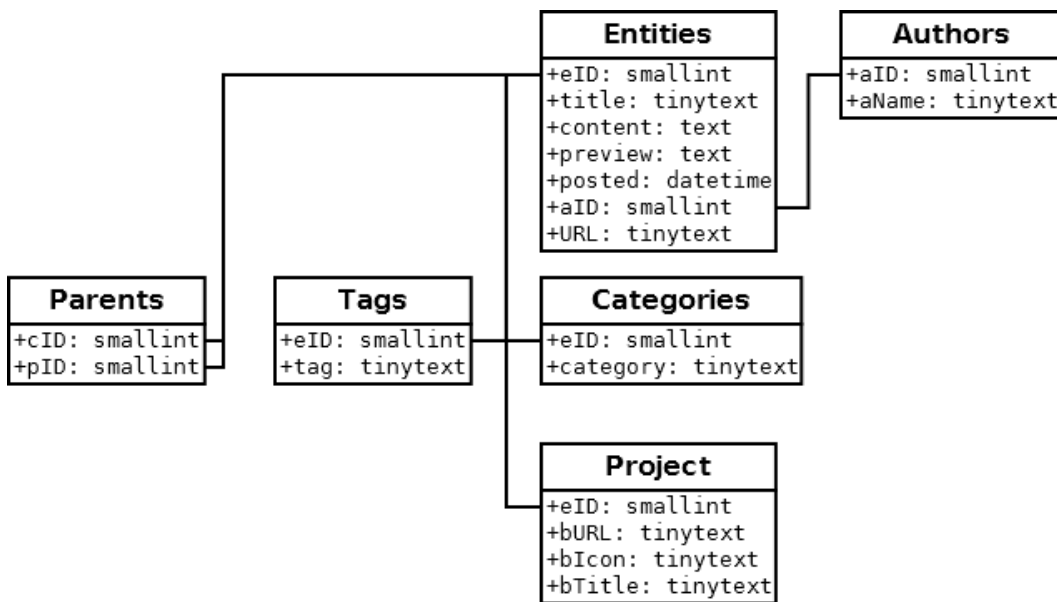 Entities
+eID: smallint
+title: tinytext
+content: text
+preview: text
+posted: datetime
+aID: smallint
+URL: tinytext
Authors
+aID: smallint
+aName: tinytext
Parents
+cID: smallint
+pID: smallint
Tags
+eID: smallint
+tag: tinytext
Categories
+eID: smallint
+category: tinytext
Project
+eID: smallint
+bURL: tinytext
+bIcon: tinytext
+bTitle: tinytext